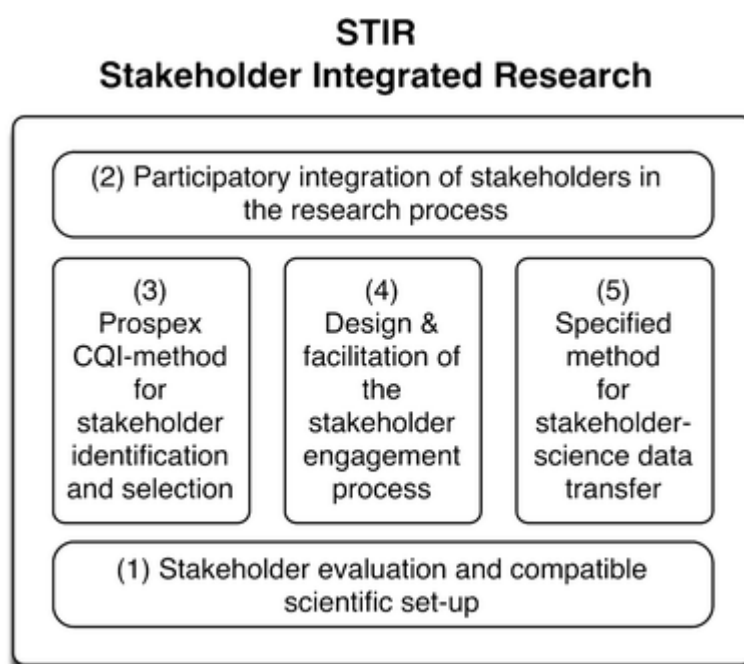 STIR
Stakeholder Integrated Research
(2) Participatory integration of stakeholders in
the research process
(3)
Prospex
CQI-method
for
stakeholder
identification
and selection
(4)
Design &
facilitation of
the
stakeholder
engagement
process
(5)
Specified
method
for
stakeholder-
science data
transfer
(1) Stakeholder evaluation and compatible
scientific set-up